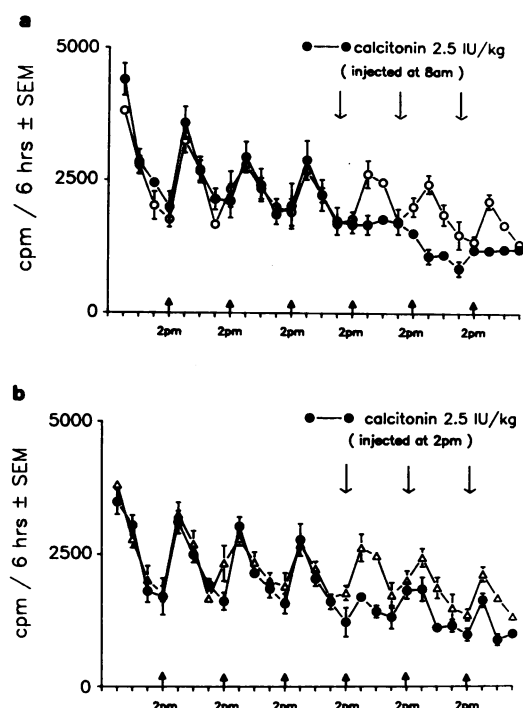 a
5000
calcitonin 2.5 IU/kg
( injected at 8am )
2500
cpm / 6 hrs ± SEM
0
2pm 2pm 2pm 2pm 2pm 2pm
b
5000
calcitonin 2.5 IU/kg
( injected at 2pm )
2500
cpm / 6 hrs ± SEM
0
2pm 2pm 2pm 2pm 2pm 2pm